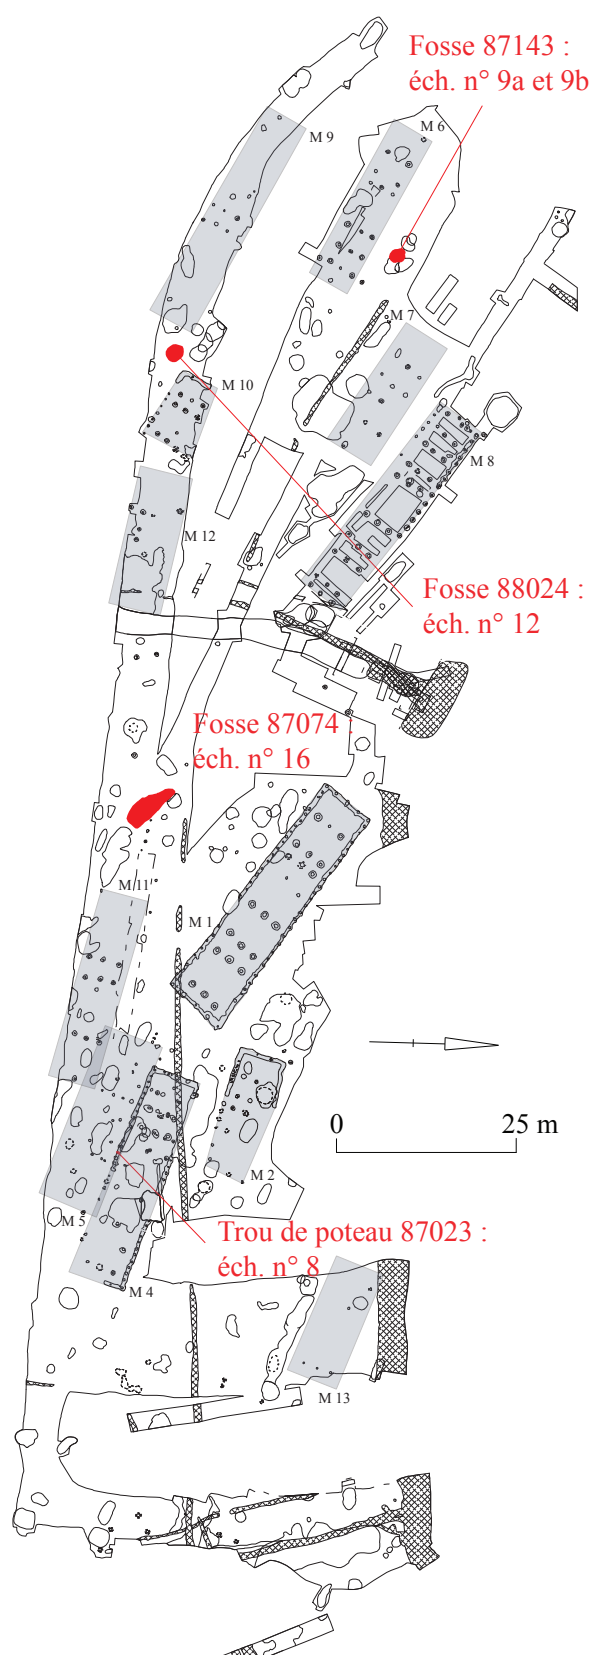 Fosse 87143 :
éch. n° 9a et 9b
M 6
M 9
M 7
M 10
M 8
M 12
Fosse 88024 :
éch. n° 12
Fosse 87074 :
éch. n° 16
M 11
M 1
0 25 m
M 2
M 5
Trou de poteau 87023 :
éch. n° 8
M 4
M 13